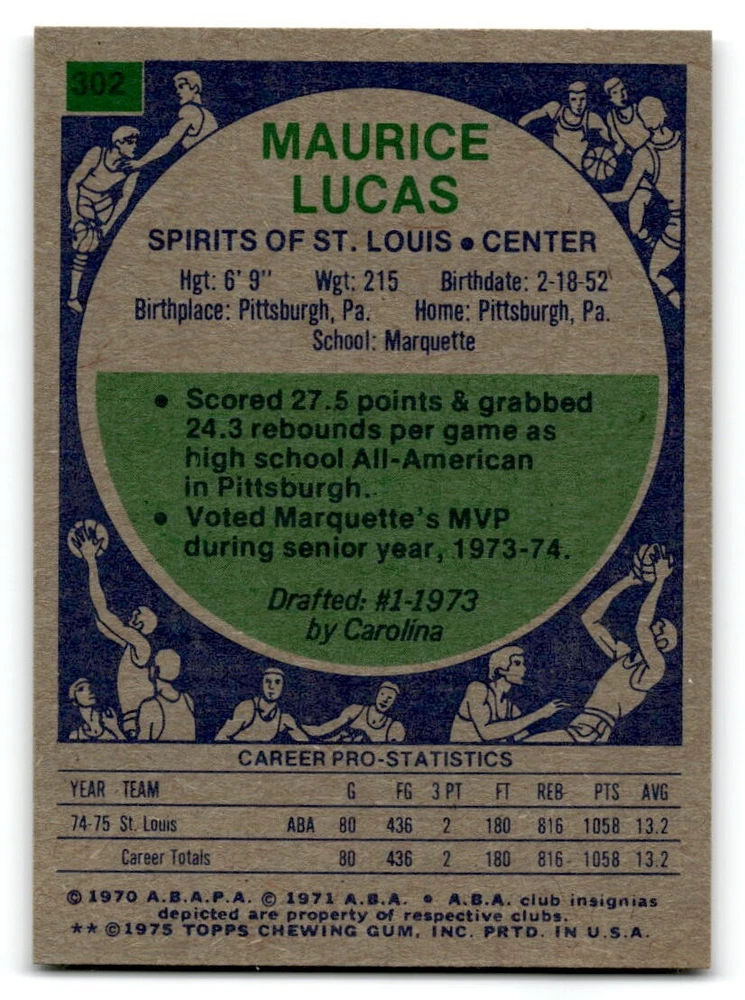 302
MAURICE
LUCAS
SPIRITS OF ST. LOUIS • CENTER
Hgt: 6' 9" Wgt: 215 Birthdate: 2-18-52
Birthplace: Pittsburgh, Pa. Home: Pittsburgh, Pa.
School: Marquette
• Scored 27.5 points & grabbed
24.3 rebounds per game as
high school All-American
in Pittsburgh.
• Voted Marquette's MVP
during senior year, 1973-74.
Drafted: #1-1973
by Carolina
CAREER PRO-STATISTICS
YEAR TEAM G FG 3 PT FT REB PTS AVG
74-75 St. Louis ABA 80 436 2 180 816 1058 13.2
Career Totals 80 436 2 180 816 1058 13.2
© 1970 A.B.A.P.A. © 1971 A.B.A. • A.B.A. club insignias
depicted are property of respective clubs.
** © 1975 TOPPS CHEWING GUM, INC. PRTD. IN U.S.A.